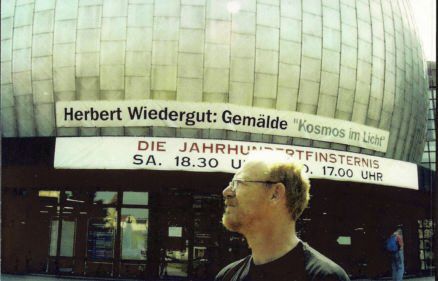 Herbert Wiedergut: Gemälde "Kosmos im Licht"
DIE JAHRHUNDERTFINSTERNIS
SA. 18.30 U O. 17.00 UHR